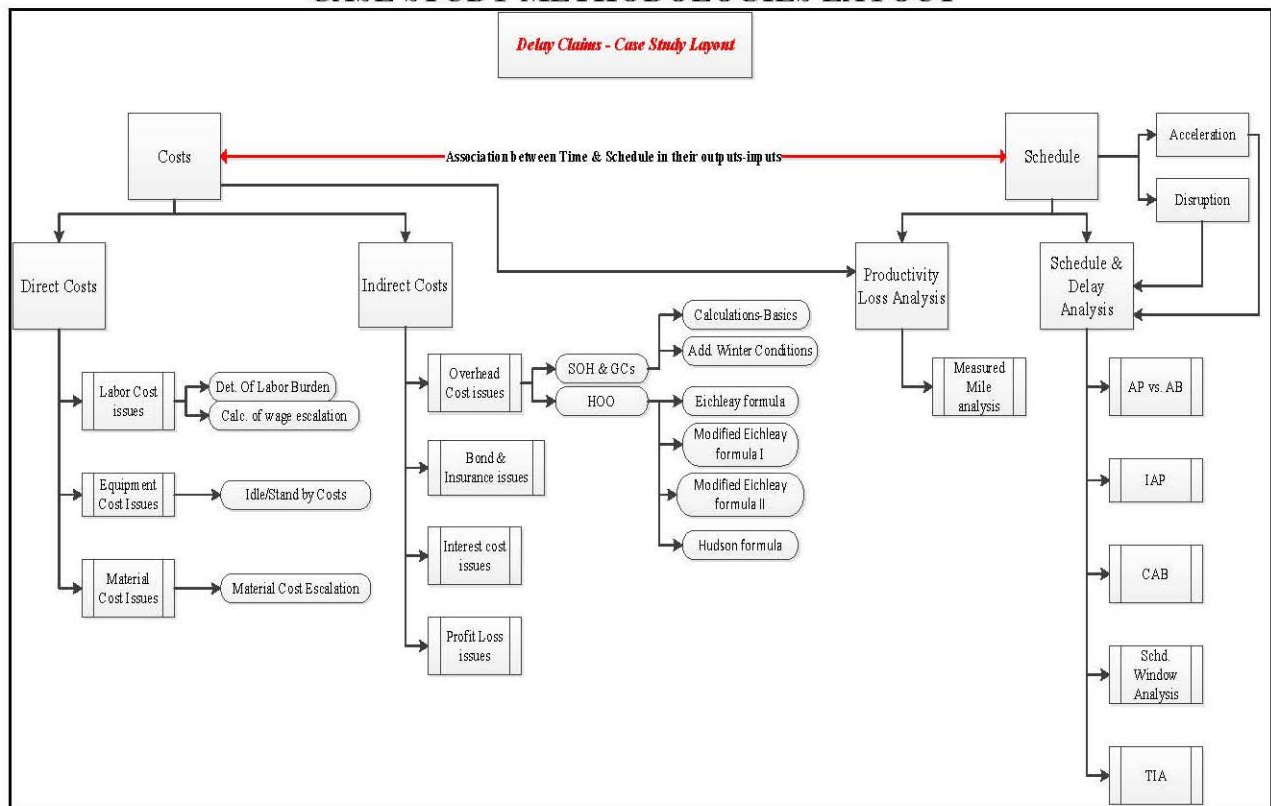 CASE STUDY METHODOLOGIES LAYOUT
Delay Claims - Case Study Layout
Costs
Association between Time & Schedule in their outputs-inputs
Schedule
Acceleration
Disruption
Direct Costs
Indirect Costs
Productivity
Loss Analysis
Schedule &
Delay
Analysis
Labor Cost
issues
Det. Of Labor Burden
Calc. of wage escalation
Equipment
Cost Issues
Idle/Stand by Costs
Material
Cost Issues
Material Cost Escalation
Overhead
Cost issues
SOH & GCs
HOO
Calculations-Basics
Add. Winter Conditions
Eichleay formula
Modified Eichleay
formula I
Modified Eichleay
formula II
Hudson formula
Bond &
Insurance issues
Interest cost
issues
Profit Loss
issues
Measured
Mile
analysis
AP vs. AB
IAP
CAB
Schd.
Window
Analysis
TIA